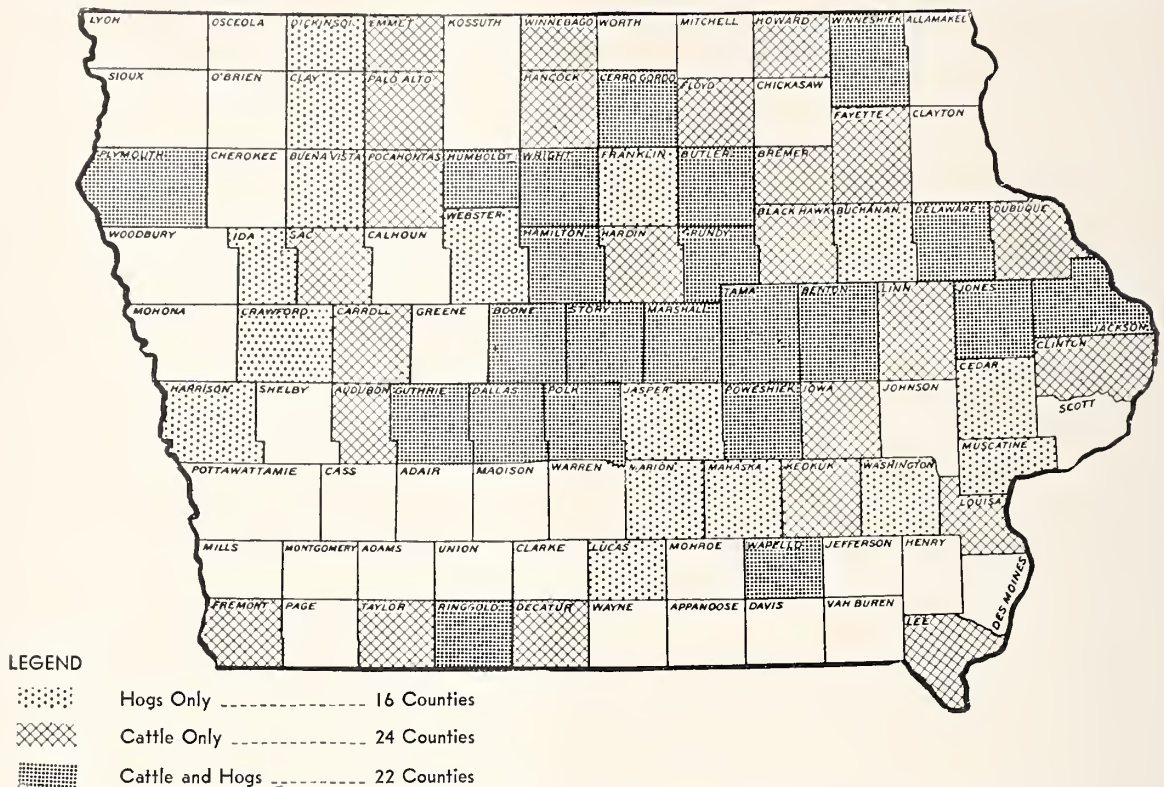 LYOH OSCEOLA DICKINSON EMMET KOSSUTH WINNEBAGO WORTH MITCHELL HOWARD WINNESHIEK ALLAMAKEE
SIOUX O'BRIEN CLAY PALO ALTO HANCOCK CERRO GORDO FLOYD CHICKASAW
FAYETTE CLAYTON
PLYMOUTH CHEROKEE BUENA VISTA POCAHONTAS HUMBOLDT WRIGHT FRANKLIN BUTLER BREMER
WEBSTER BLACK HAWK BUCHANAN DELAWARE DUBUQUE
WOODBURY IDA SAC CALHOUN HAMILTON HARDIN GRUNDY
TAMA BENTON LINN JONES
MOHONA CRAWFORD CARROLL GREENE BOONE STORY MARSHALL JACKSON
CLINTON
CEDAR
HARRISON SHELBY AUDUBON GUTHRIE DALLAS POLK JASPER POWESHIEK IOWA JOHNSON
SCOTT
MUSCATINE
POTTAWATTAMIE CASS ADAIR MADISON WARREN MARION MAHASKA KEOKUK WASHINGTON
LOUISA
MILLS MONTGOMERY ADAMS UNION CLARKE LUCAS MOHROE WAPELLO JEFFERSON HENRY
DES MOINES
FREMONT PAGE TAYLOR RINGGOLD DECATUR WAYNE APPANOOSE DAVIS VAH BUREN
LEE
LEGEND
Hogs Only 16 Counties
Cattle Only 24 Counties
Cattle and Hogs 22 Counties